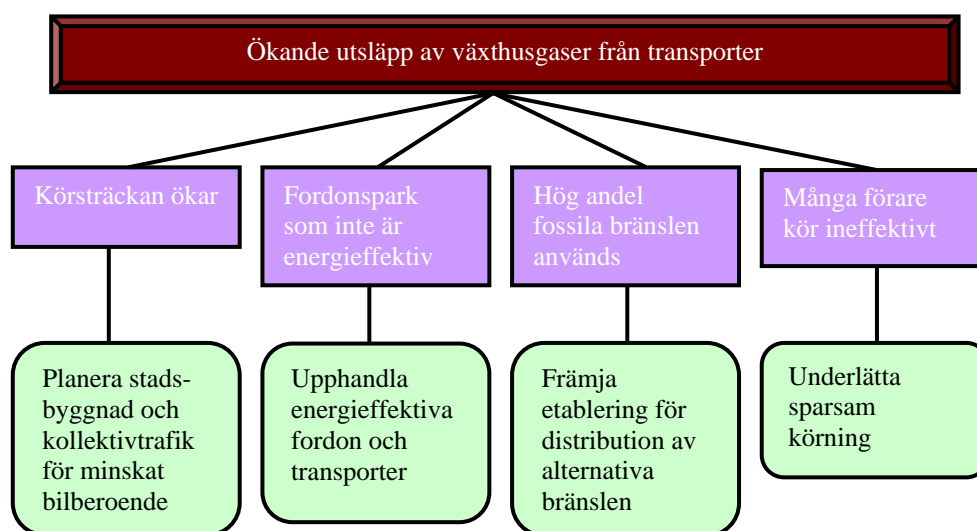 Ökande utsläpp av växthusgaser från transporter
Körsträckan ökar
Fordonspark
som inte är
energieffektiv
Hög andel
fossila bränslen
används
Många förare
kör ineffektivt
Planera stads-
byggnad och
kollektivtrafik
för minskat
bilberoende
Upphandla
energieffektiva
fordon och
transporter
Främja
etablering för
distribution av
alternativa
bränslen
Underlätta
sparsam
körning